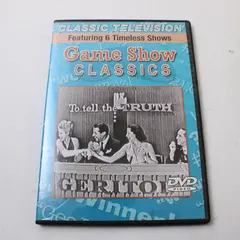 CLASSIC TELEVISION
Featuring 6 Timeless Shows
Game Show
CLASSICS
To tell the TRUTH
GERITOL
DVD
VIDEO